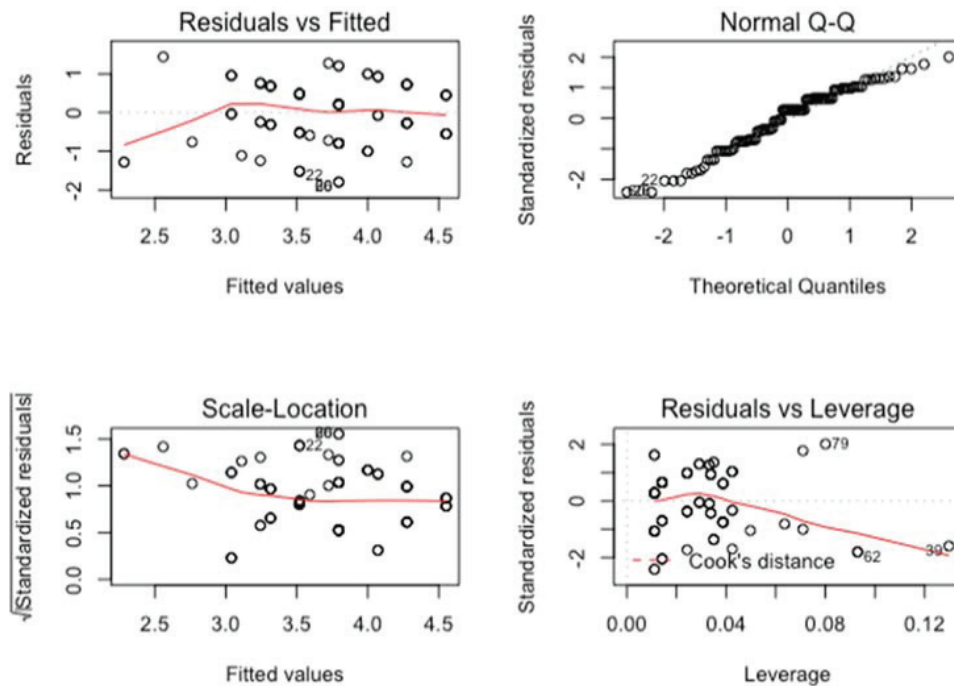 Residuals vs Fitted
Residuals
1
0
-1
-2
22
2.5 3.0 3.5 4.0 4.5
Fitted values
Normal Q-Q
Standardized residuals
2
0
-2
22
-2 -1 0 1 2
Theoretical Quantiles
Scale-Location
√|Standardized residuals|
1.5
1.0
0.5
0.0
22
2.5 3.0 3.5 4.0 4.5
Fitted values
Residuals vs Leverage
Standardized residuals
2
0
-2
79
39
62
Cook's distance
0.00 0.04 0.08 0.12
Leverage